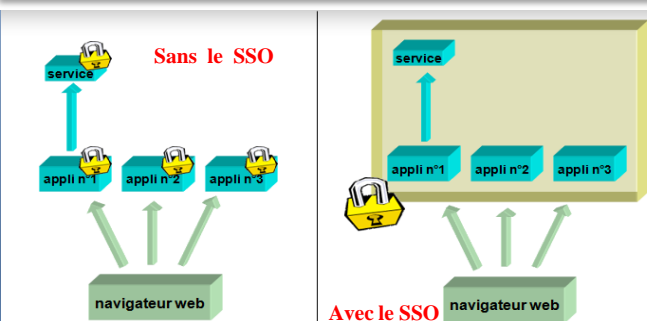 Sans le SSO
service
appli n°1 appli n°2 appli n°3
navigateur web
service
appli n°1 appli n°2 appli n°3
Avec le SSO
navigateur web